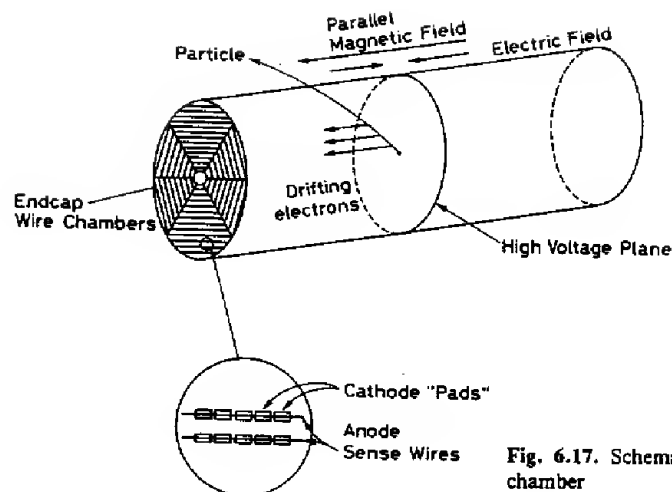 Parallel
Magnetic Field
Electric Field
Particle
Endcap
Wire Chambers
Drifting
electrons
High Voltage Plane
Cathode "Pads"
Anode
Sense Wires
Fig. 6.17. Schema
chamber